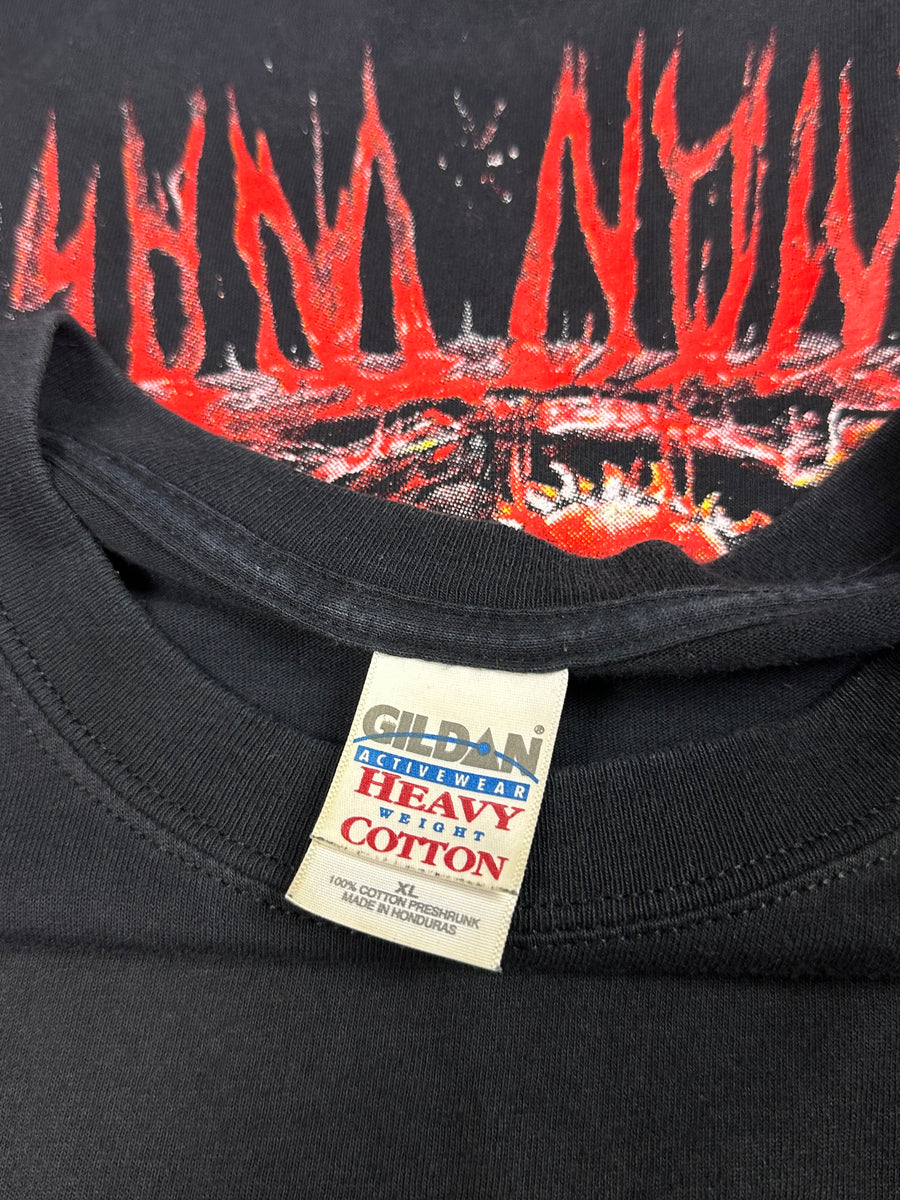 GILDAN®
ACTIVEWEAR
HEAVY
WEIGHT
COTTON
XL
100% COTTON PRESHRUNK
MADE IN HONDURAS